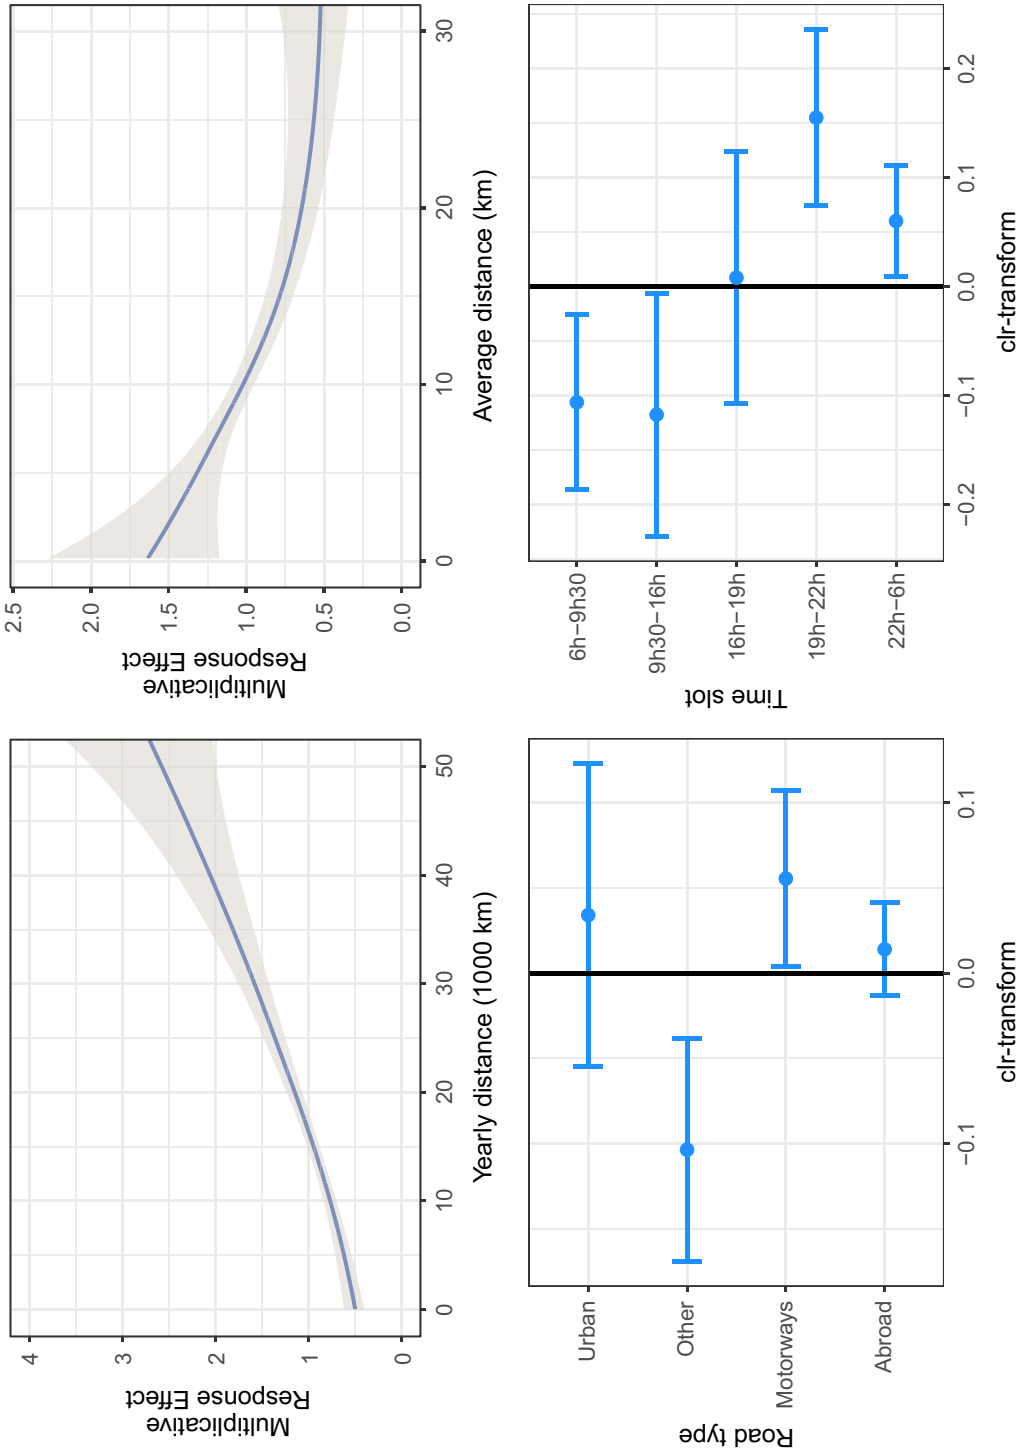 Multiplicative
Response Effect
4
3
2
1
0
0
10
20
30
40
50
Yearly distance (1000 km)
Multiplicative
Response Effect
2.5
2.0
1.5
1.0
0.5
0.0
0
10
20
30
Average distance (km)
Road type
Urban
Other
Motorways
Abroad
−0.1
0.0
0.1
clr−transform
Time slot
6h−9h30
9h30−16h
16h−19h
19h−22h
22h−6h
−0.2
−0.1
0.0
0.1
0.2
clr−transform